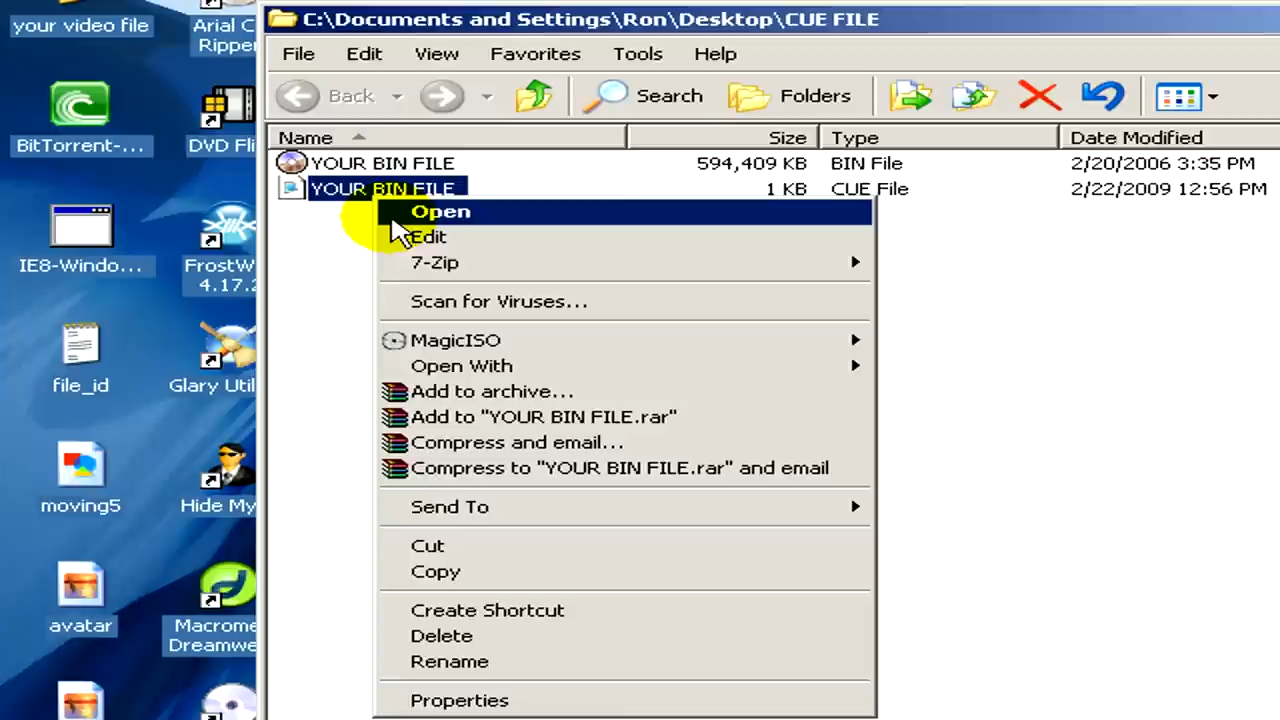 your video file
Arial C
Ripper
BitTorrent-...
DVD Fli
IE8-Windo...
FrostW
4.17.2
file_id
Glary Util
moving5
Hide My
avatar
Macrome
Dreamwe
C:\Documents and Settings\Ron\Desktop\CUE FILE
File Edit View Favorites Tools Help
Back Search Folders
Name Size Type Date Modified
YOUR BIN FILE 594,409 KB BIN File 2/20/2006 3:35 PM
YOUR BIN FILE 1 KB CUE File 2/22/2009 12:56 PM
Open
Edit
7-Zip
Scan for Viruses...
MagicISO
Open With
Add to archive...
Add to "YOUR BIN FILE.rar"
Compress and email...
Compress to "YOUR BIN FILE.rar" and email
Send To
Cut
Copy
Create Shortcut
Delete
Rename
Properties